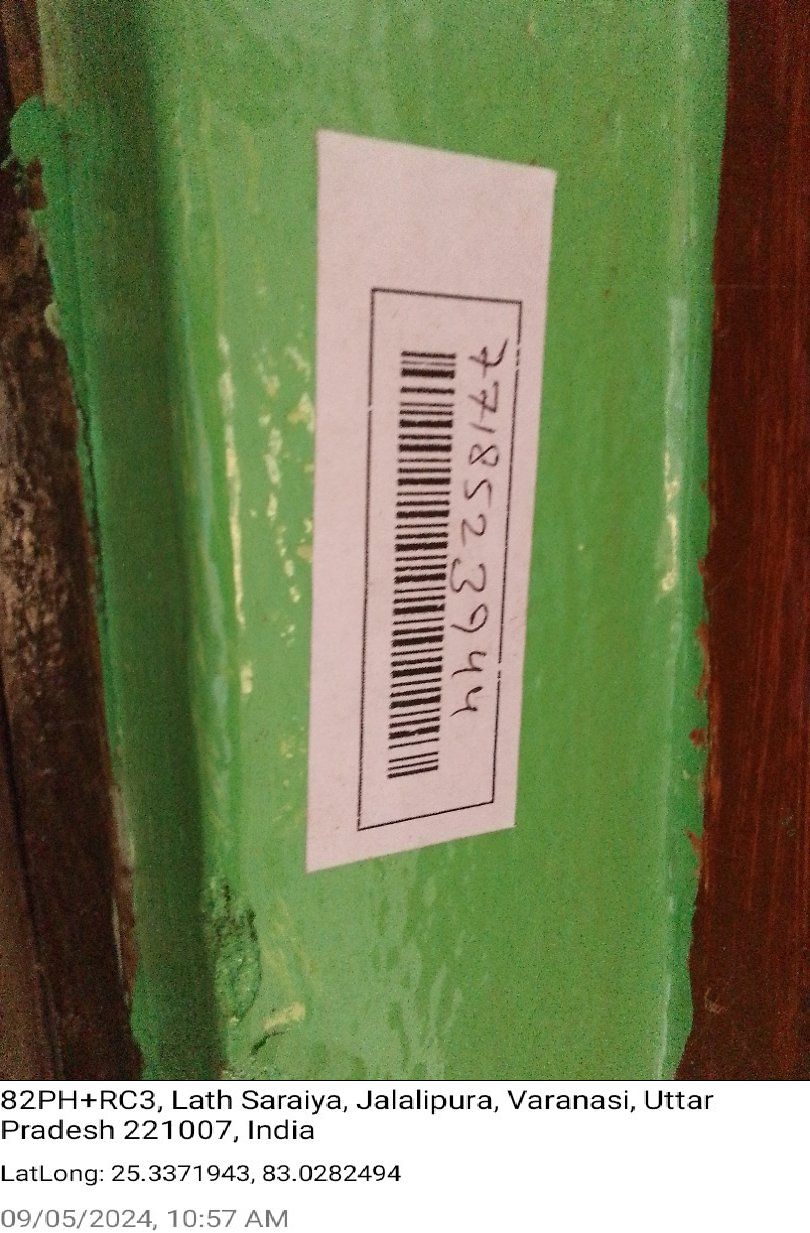 7718523944
82PH+RC3, Lath Saraiya, Jalalipura, Varanasi, Uttar
Pradesh 221007, India
LatLong: 25.3371943, 83.0282494
09/05/2024, 10:57 AM